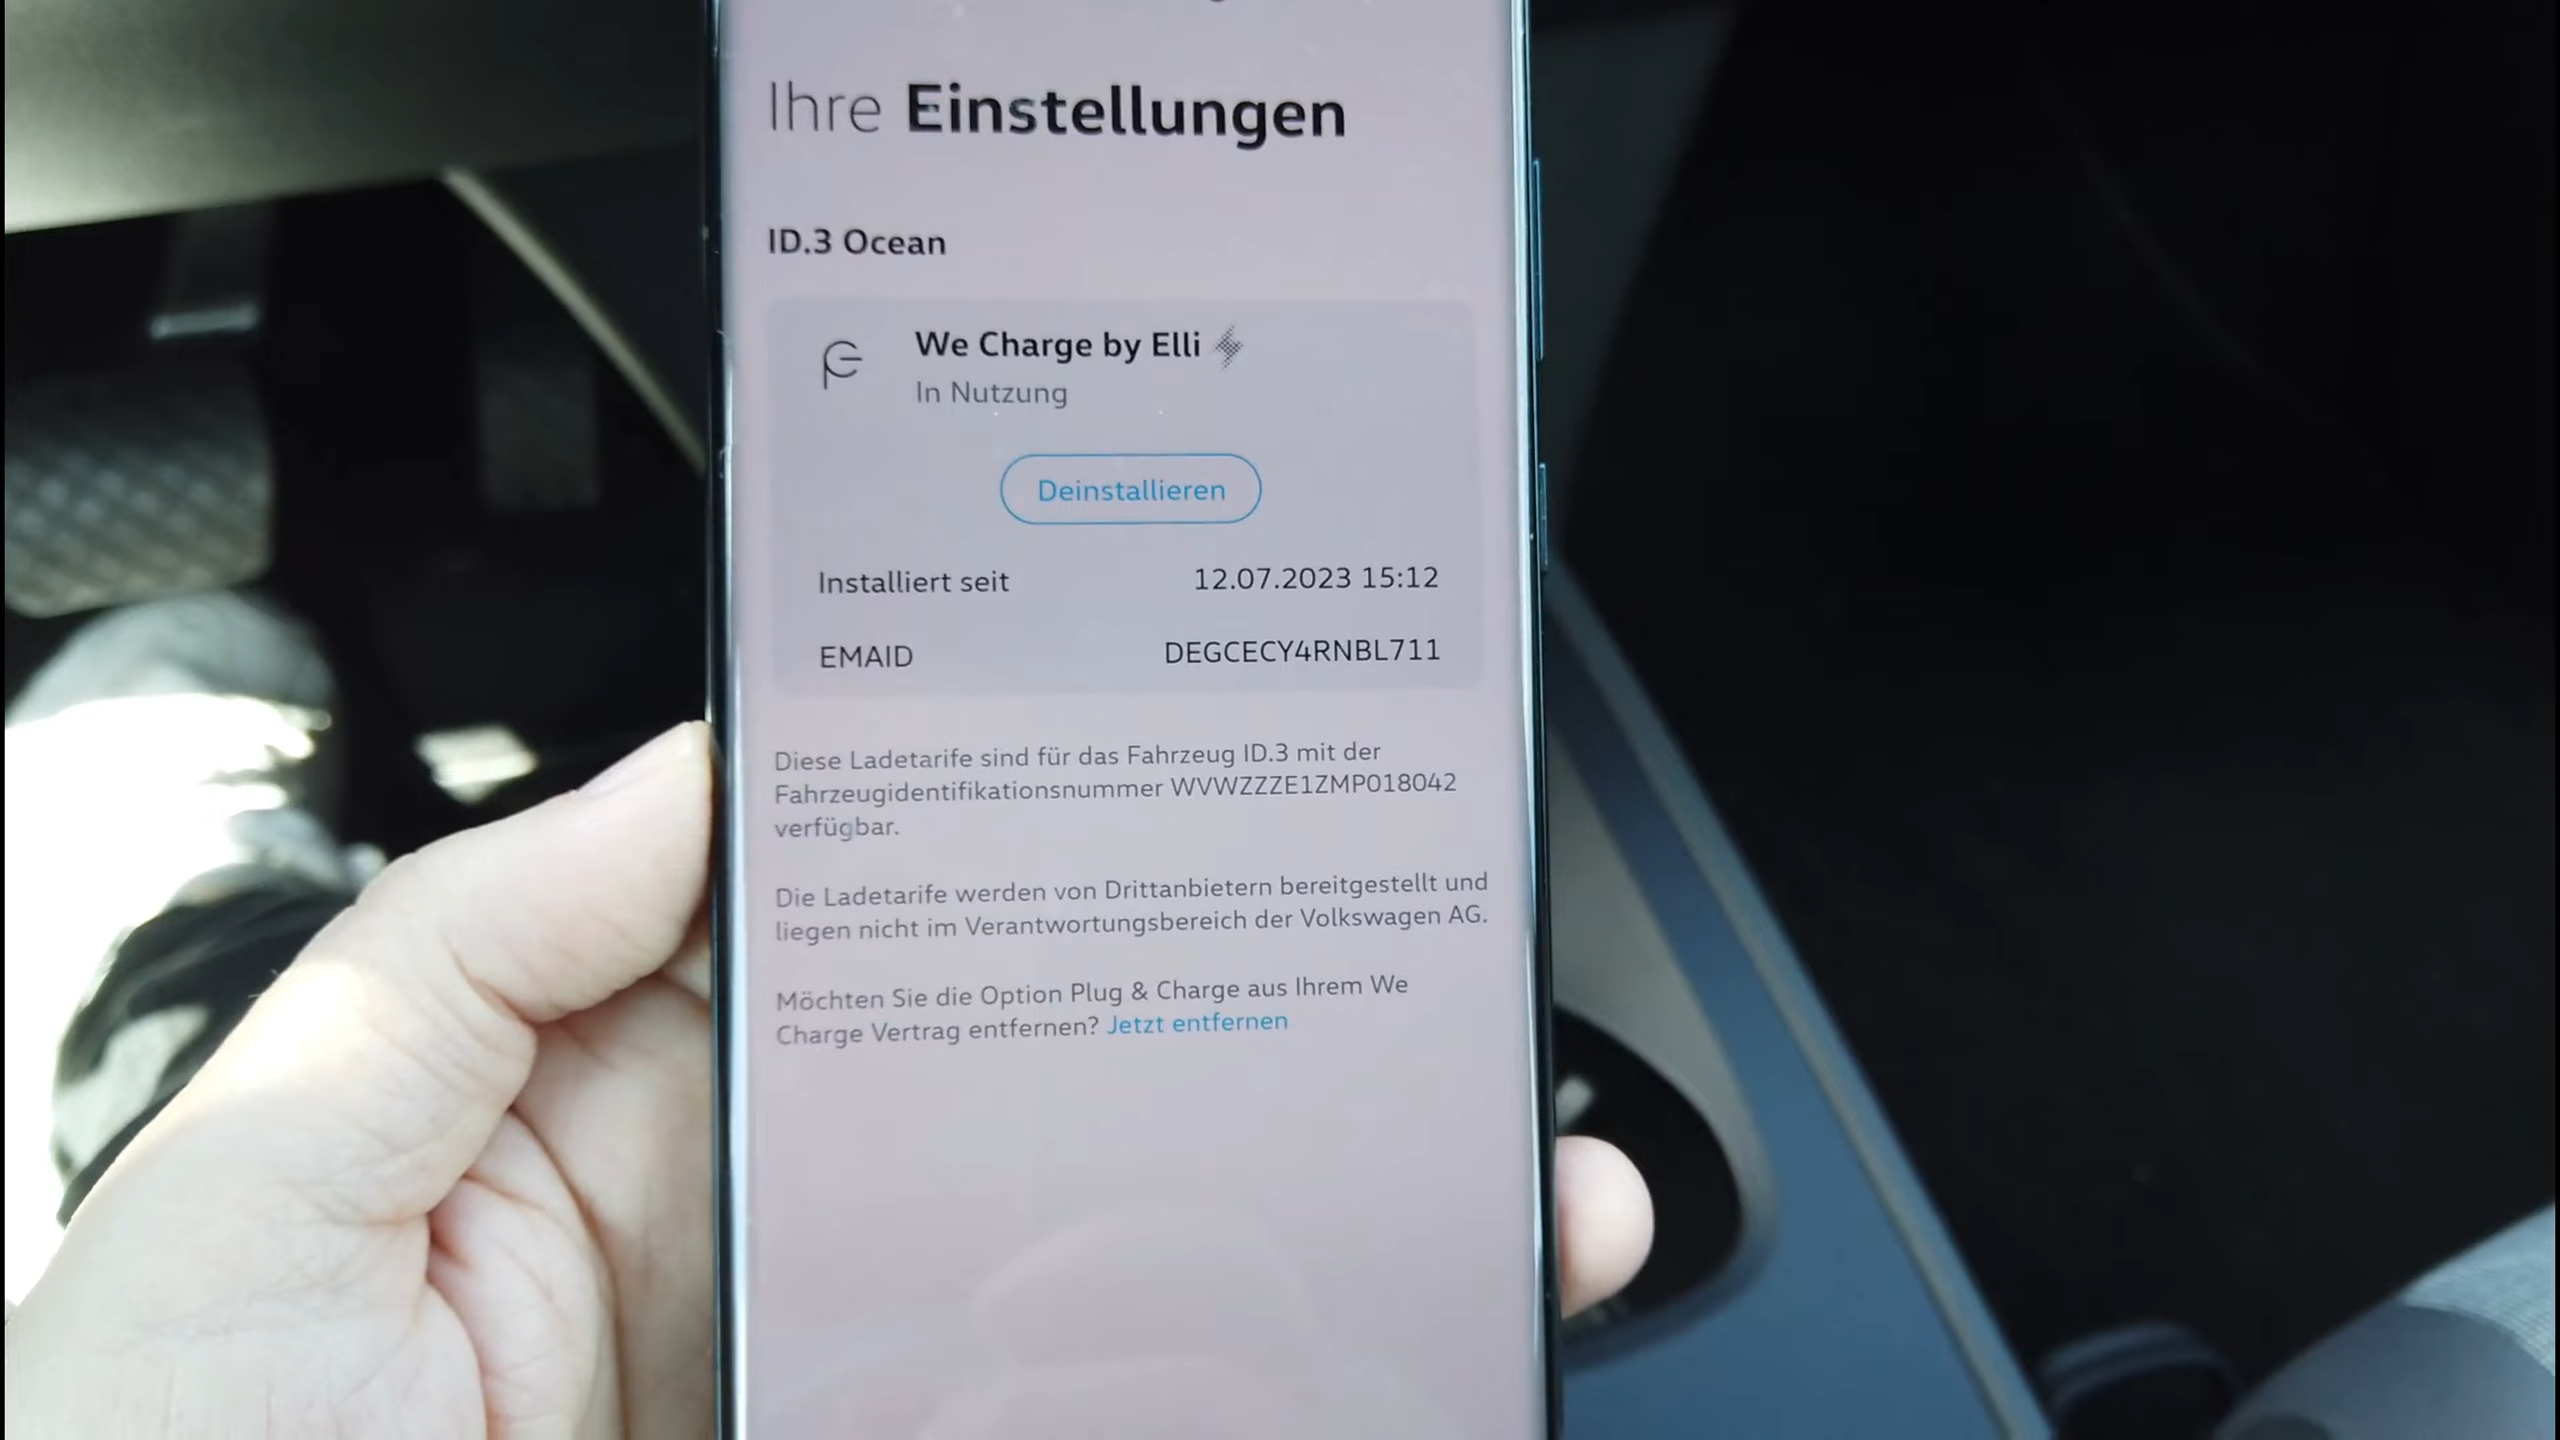 Ihre Einstellungen
ID.3 Ocean
We Charge by Elli
In Nutzung
Deinstallieren
Installiert seit 12.07.2023 15:12
EMAID DEGCECY4RNBL711
Diese Ladetarife sind für das Fahrzeug ID.3 mit der
Fahrzeugidentifikationsnummer WVWZZZE1ZMP018042
verfügbar.
Die Ladetarife werden von Drittanbietern bereitgestellt und
liegen nicht im Verantwortungsbereich der Volkswagen AG.
Möchten Sie die Option Plug & Charge aus Ihrem We
Charge Vertrag entfernen? Jetzt entfernen